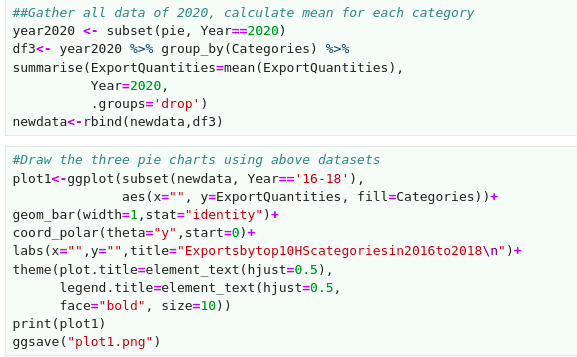 ##Gather all data of 2020, calculate mean for each category
year2020 <- subset(pie, Year==2020)
df3<- year2020 %>% group_by(Categories) %>%
summarise(ExportQuantities=mean(ExportQuantities),
          Year=2020,
          .groups='drop')
newdata<-rbind(newdata,df3)
#Draw the three pie charts using above datasets
plot1<-ggplot(subset(newdata, Year=='16-18'),
              aes(x="", y=ExportQuantities, fill=Categories))+
geom_bar(width=1,stat="identity")+
coord_polar(theta="y",start=0)+
labs(x="",y="",title="Exportsbytop10HScategoriesin2016to2018\n")+
theme(plot.title=element_text(hjust=0.5),
      legend.title=element_text(hjust=0.5,
      face="bold", size=10))
print(plot1)
ggsave("plot1.png")